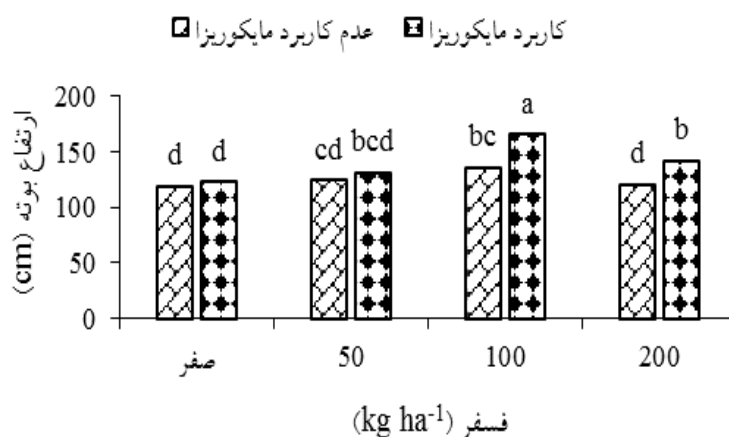 کاربرد مایکوریزا عدم کاربرد مایکوریزا
ارتفاع بوته (cm)
200
150
100
50
0
d d cd bcd bc a d b
صفر 50 100 200
فسفر (kg ha-1)